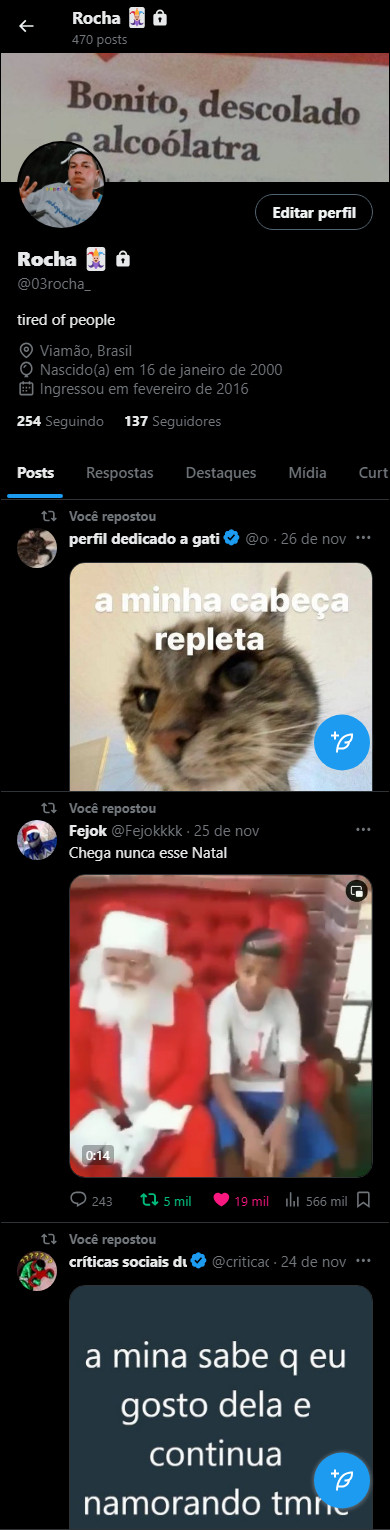 Rocha
470 posts
Bonito, descolado
e alcoólatra
Editar perfil
Rocha
@03rocha_
tired of people
Viamão, Brasil
Nascido(a) em 16 de janeiro de 2000
Ingressou em fevereiro de 2016
254 Seguindo 137 Seguidores
Posts Respostas Destaques Mídia Curt
Você repostou
perfil dedicado a gati @o · 26 de nov
a minha cabeça
repleta
Você repostou
Fejok @Fejokkkk · 25 de nov
Chega nunca esse Natal
0:14
243 5 mil 19 mil 566 mil
Você repostou
críticas sociais du @criticac · 24 de nov
a mina sabe q eu
gosto dela e
continua
namorando